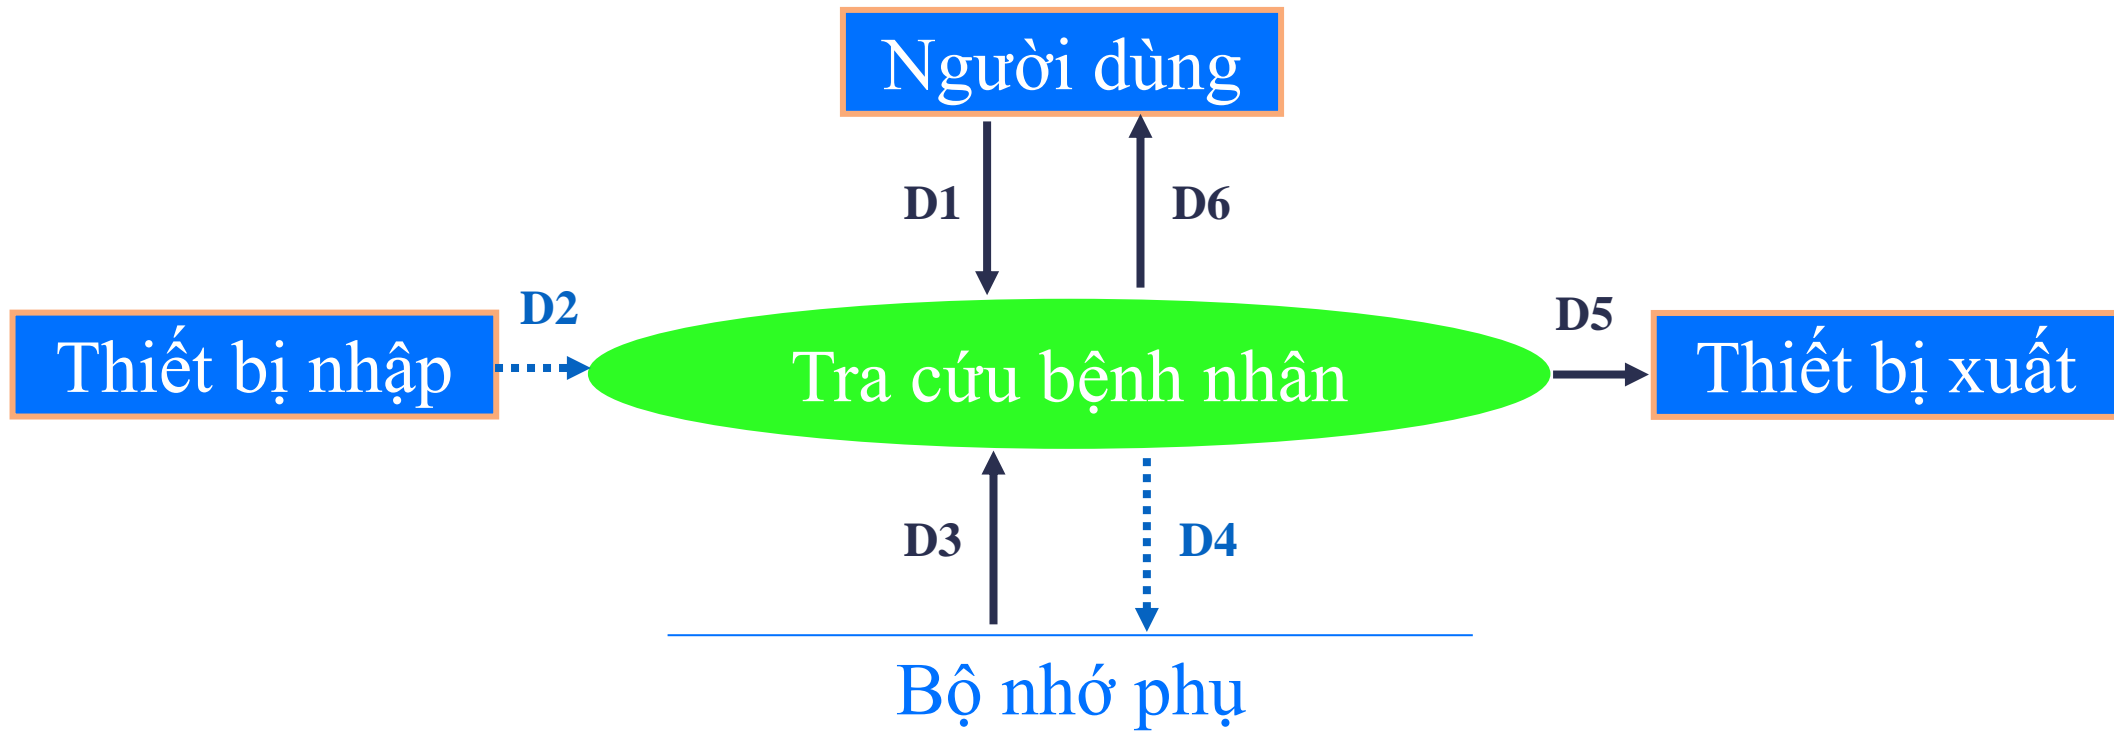 Người dùng
D1
D6
D2
D5
Thiết bị nhập
Tra cứu bệnh nhân
Thiết bị xuất
D3
D4
Bộ nhớ phụ